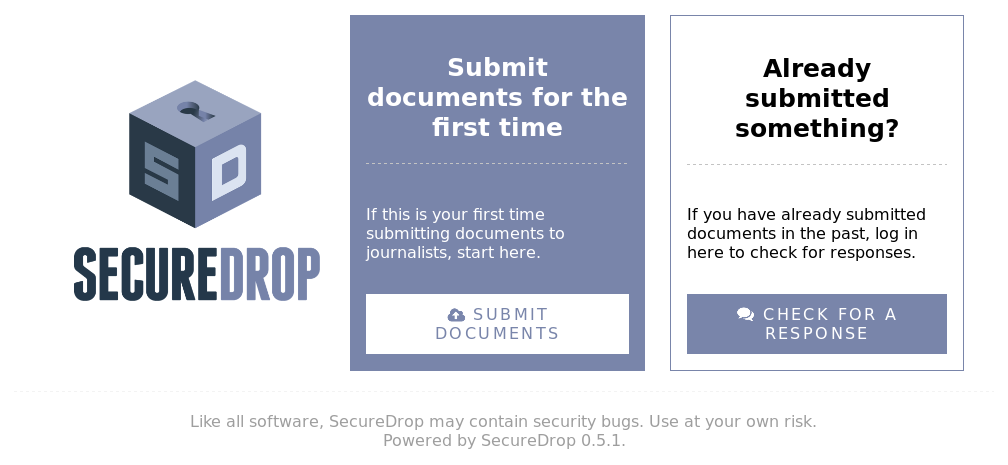 S D
SECUREDROP
Submit
documents for the
first time
If this is your first time
submitting documents to
journalists, start here.
SUBMIT
DOCUMENTS
Already
submitted
something?
If you have already submitted
documents in the past, log in
here to check for responses.
CHECK FOR A
RESPONSE
Like all software, SecureDrop may contain security bugs. Use at your own risk.
Powered by SecureDrop 0.5.1.